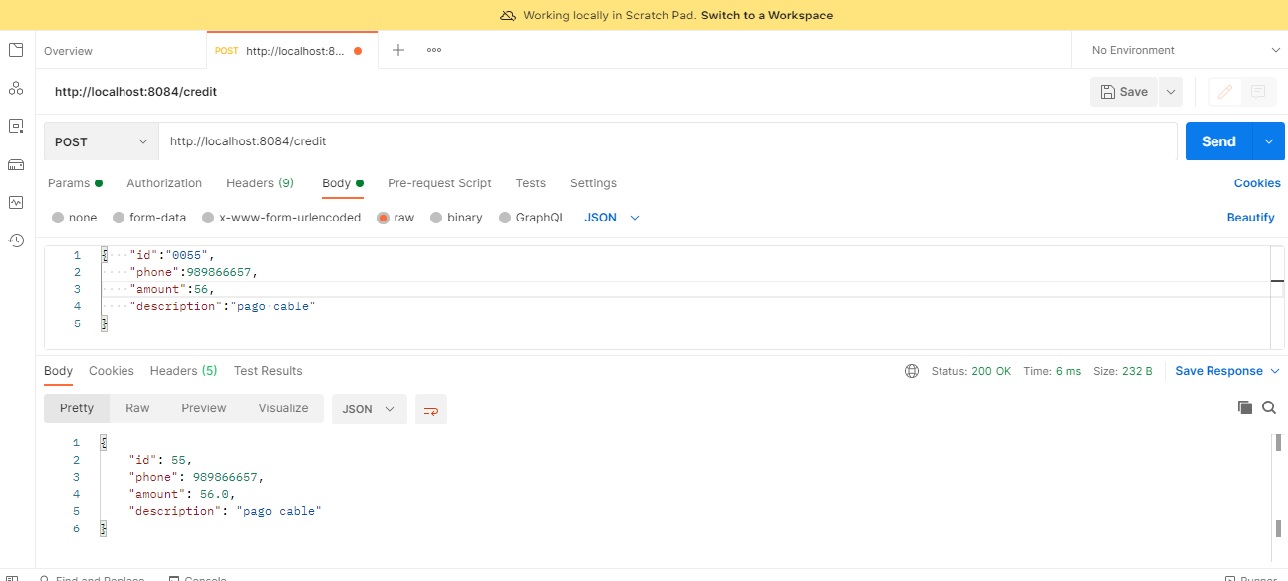 Working locally in Scratch Pad. Switch to a Workspace
Overview
POST http://localhost:8...
No Environment
http://localhost:8084/credit
Save
POST
http://localhost:8084/credit
Send
Params Authorization Headers (9) Body Pre-request Script Tests Settings
Cookies
none form-data x-www-form-urlencoded raw binary GraphQL JSON
Beautify
1 { "id":"0055",
2 "phone":989866657,
3 "amount":56,
4 "description":"pago cable"
5 }
Body Cookies Headers (5) Test Results
Status: 200 OK Time: 6 ms Size: 232 B
Save Response
Pretty Raw Preview Visualize JSON
1 {
2 "id": 55,
3 "phone": 989866657,
4 "amount": 56.0,
5 "description": "pago cable"
6 }
Find and Replace Console
Runner